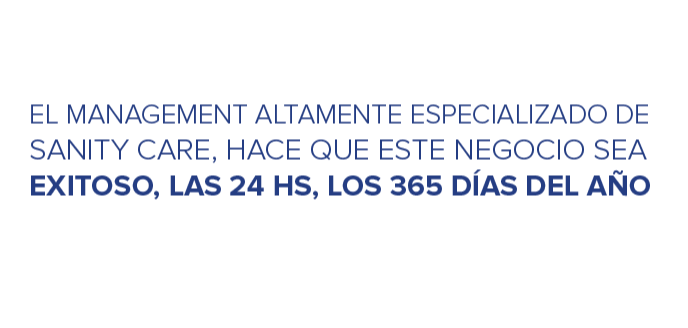 EL MANAGEMENT ALTAMENTE ESPECIALIZADO DE
SANITY CARE, HACE QUE ESTE NEGOCIO SEA
EXITOSO, LAS 24 HS, LOS 365 DÍAS DEL AÑO